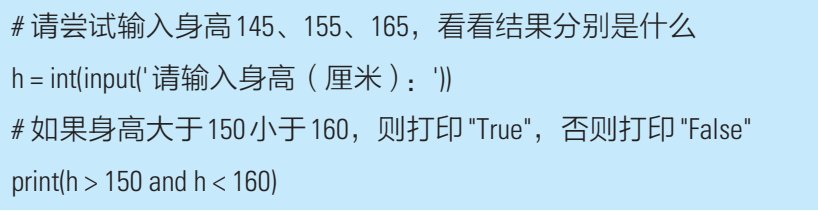 # 请尝试输入身高145、155、165，看看结果分别是什么
h = int(input('请输入身高（厘米）：'))
# 如果身高大于150小于160，则打印"True"，否则打印"False"
print(h > 150 and h < 160)